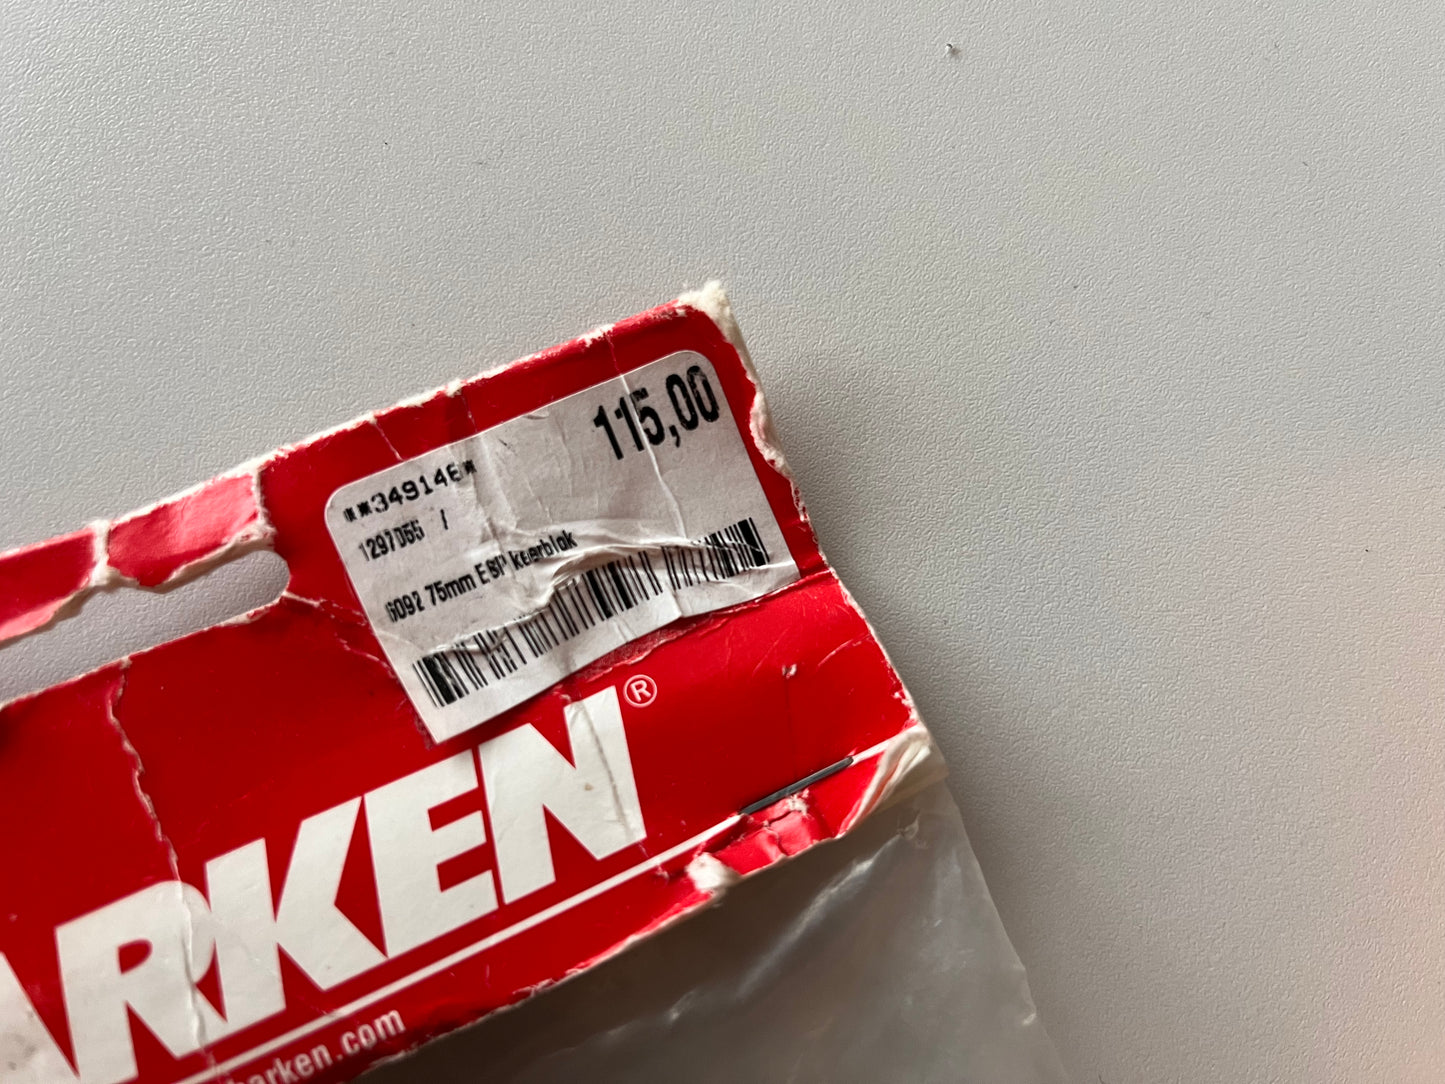 115,00
**349146*
1297055 /
6092 75mm ESP keerblok
ARKEN®
harken.com